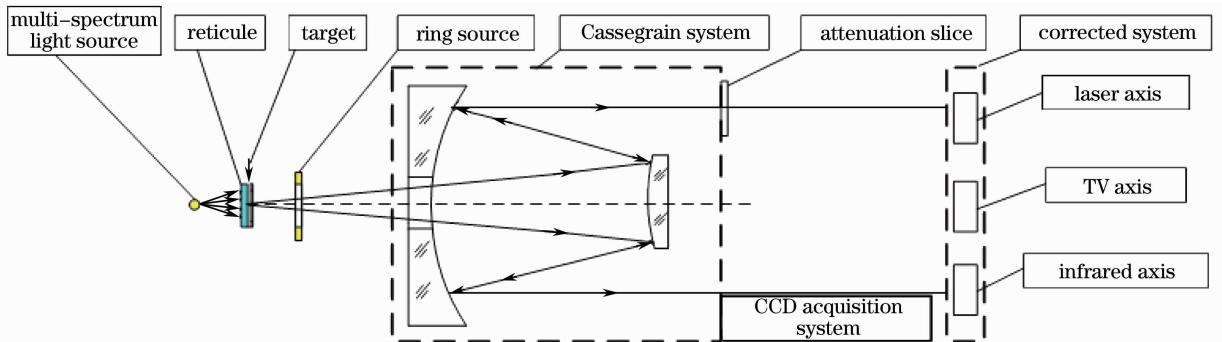 multi-spectrum
light source
reticule
target
ring source
Cassegrain system
attenuation slice
corrected system
laser axis
TV axis
infrared axis
CCD acquisition
system